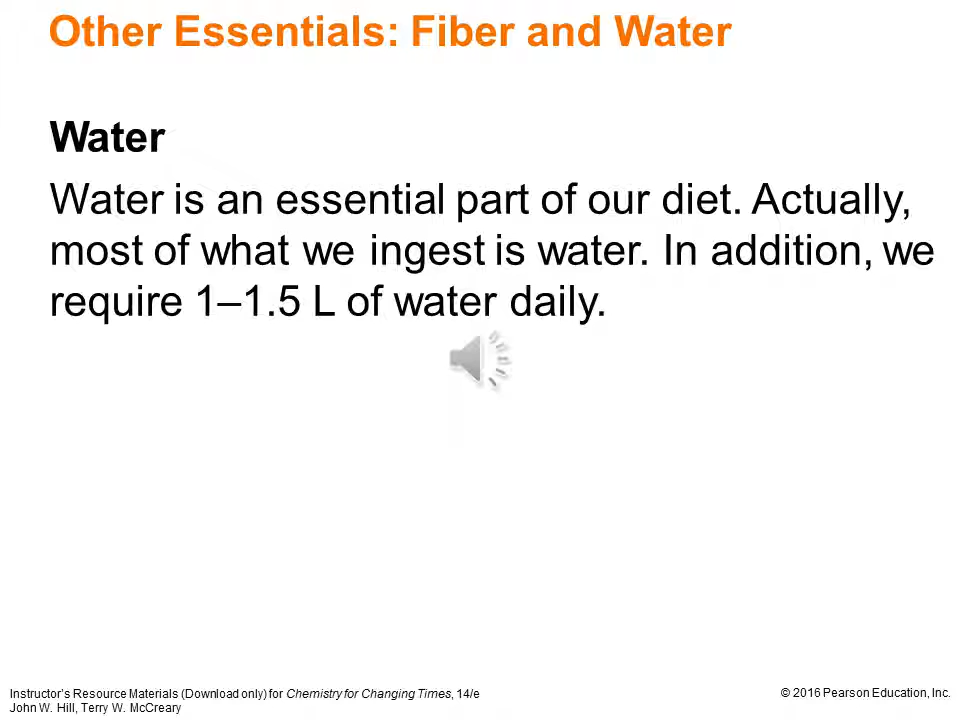 Other Essentials: Fiber and Water
Water
Water is an essential part of our diet. Actually,
most of what we ingest is water. In addition, we
require 1–1.5 L of water daily.
Instructor's Resource Materials (Download only) for Chemistry for Changing Times, 14/e
John W. Hill, Terry W. McCreary
© 2016 Pearson Education, Inc.